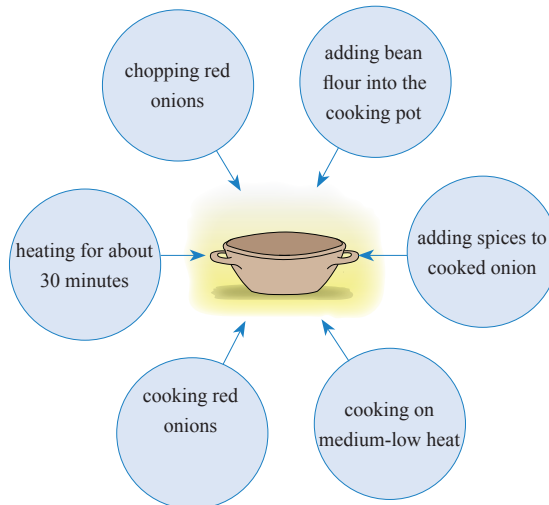 chopping red
onions
adding bean
flour into the
cooking pot
heating for about
30 minutes
adding spices to
cooked onion
cooking red
onions
cooking on
medium-low heat